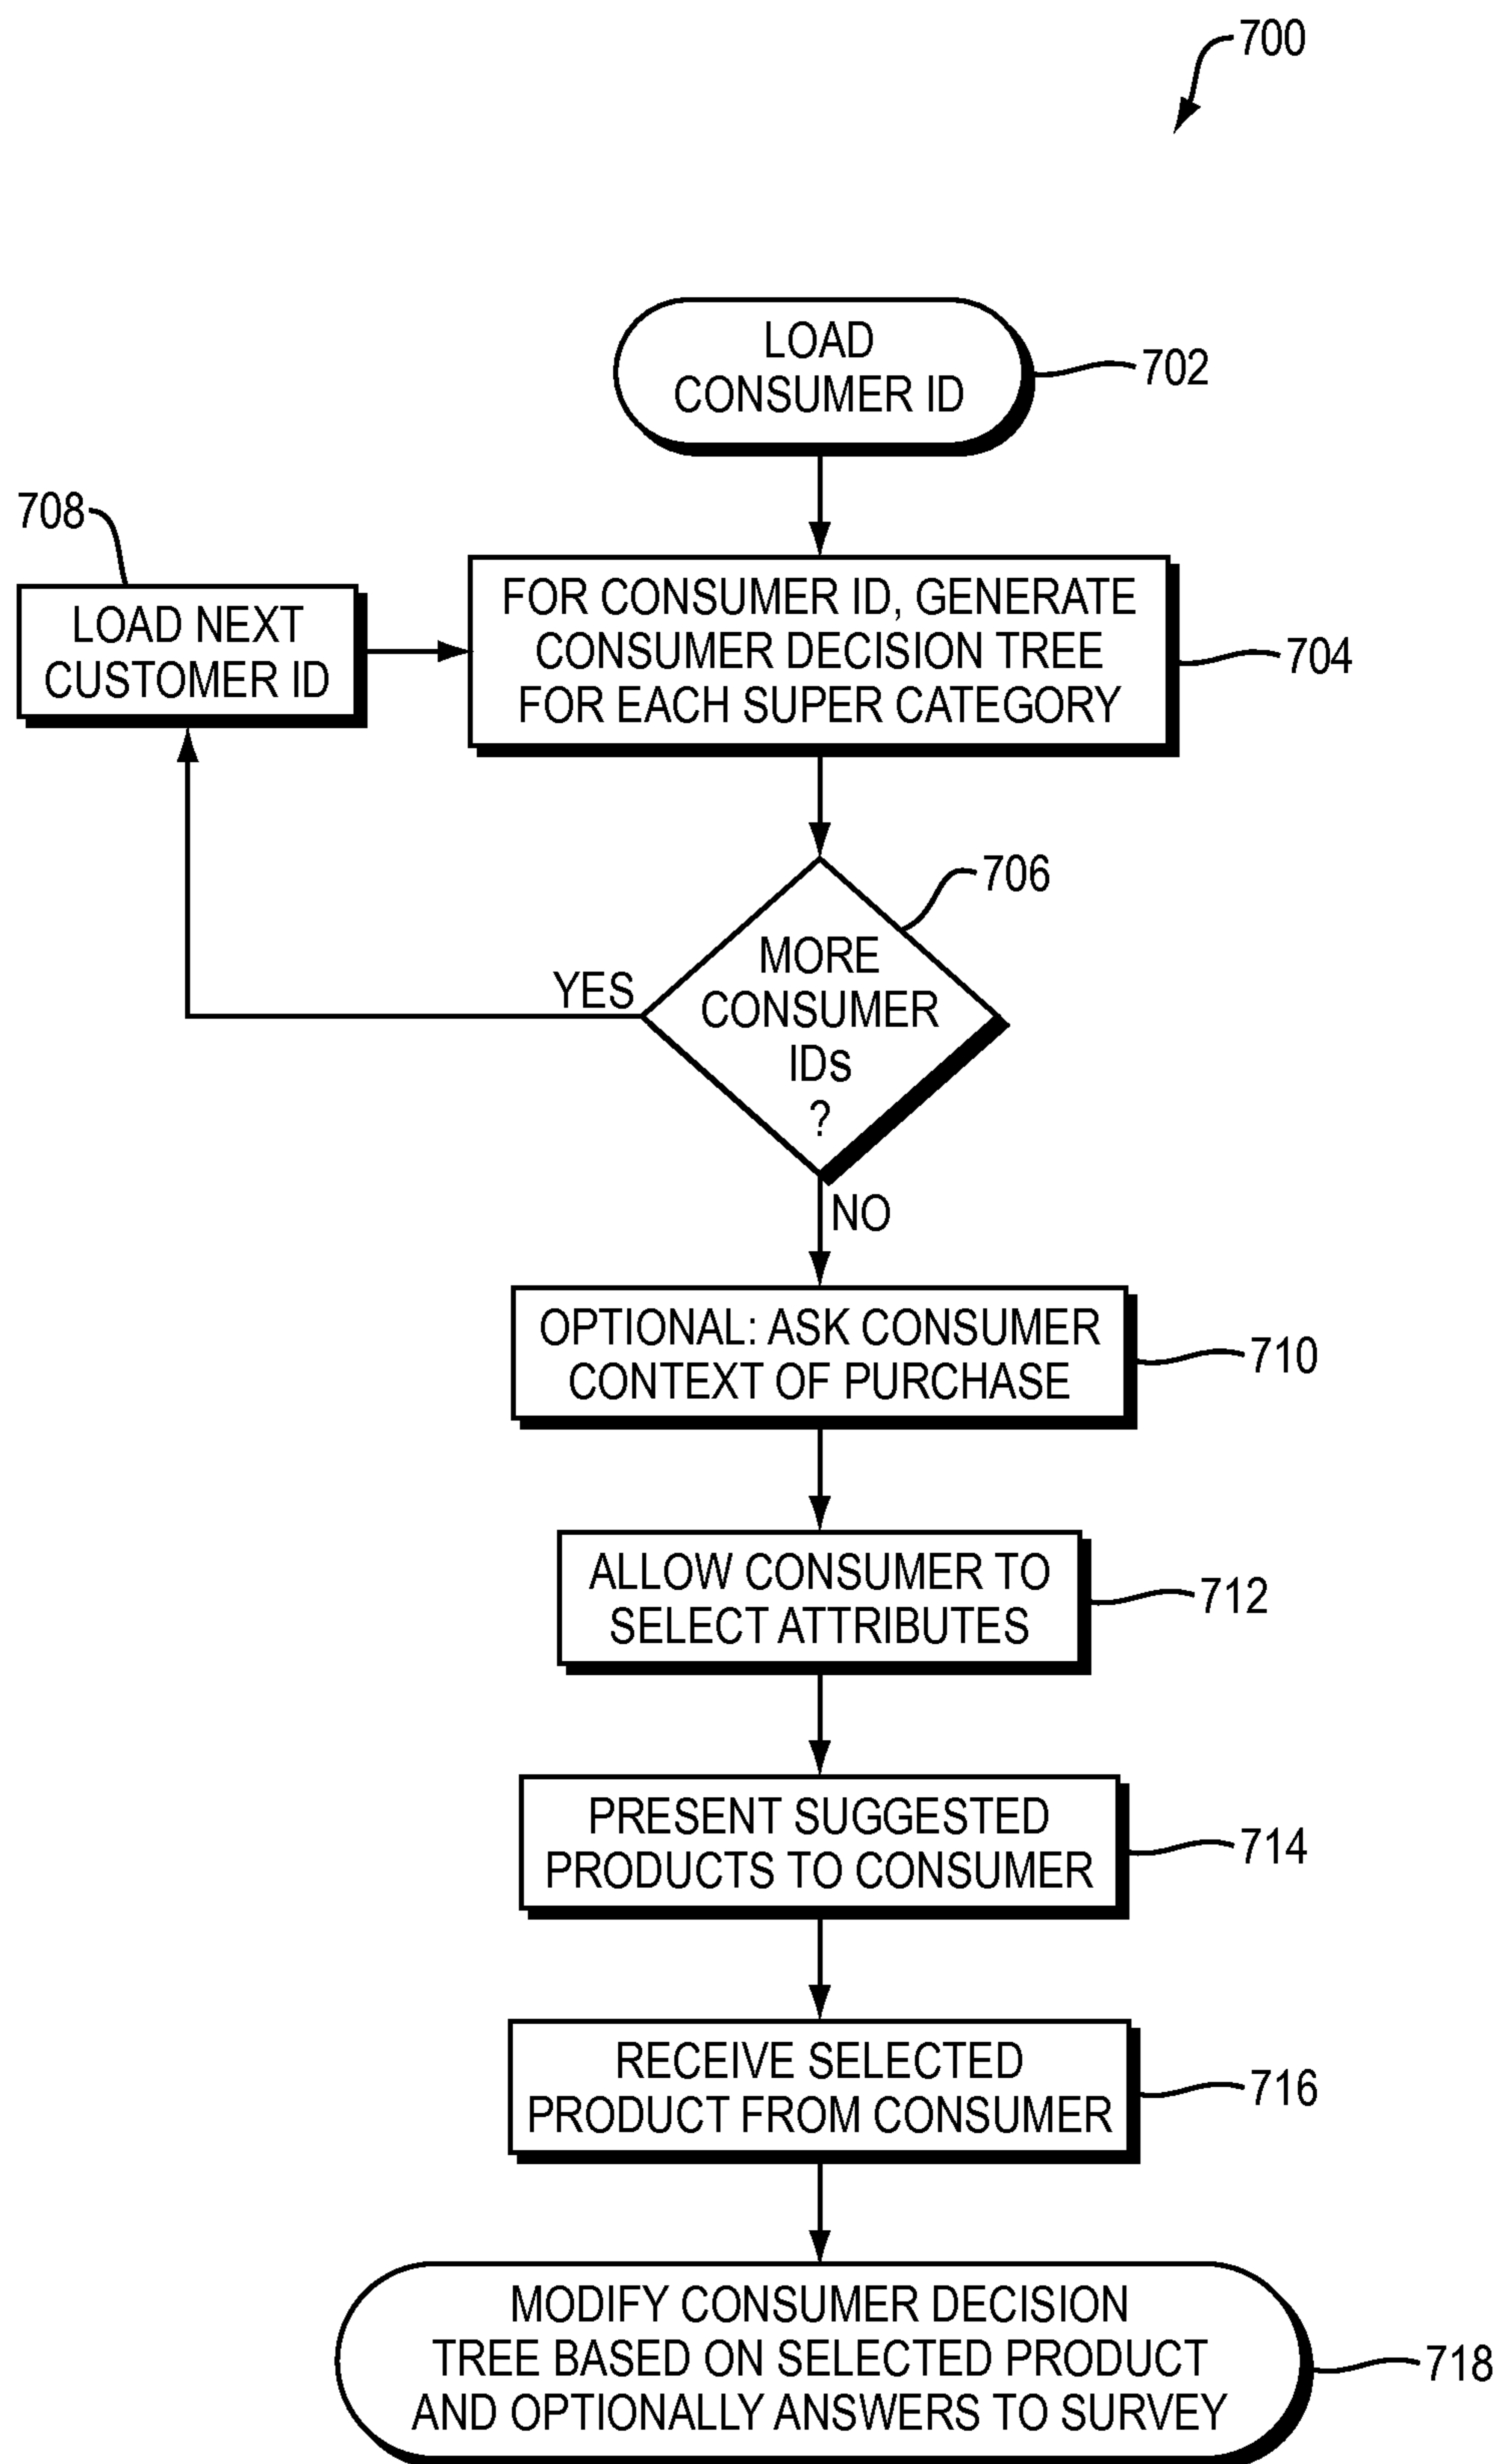 700
LOAD
CONSUMER ID
702
708
LOAD NEXT
CUSTOMER ID
FOR CONSUMER ID, GENERATE
CONSUMER DECISION TREE
FOR EACH SUPER CATEGORY
704
706
MORE
CONSUMER
IDs
?
YES
NO
OPTIONAL: ASK CONSUMER
CONTEXT OF PURCHASE
710
ALLOW CONSUMER TO
SELECT ATTRIBUTES
712
PRESENT SUGGESTED
PRODUCTS TO CONSUMER
714
RECEIVE SELECTED
PRODUCT FROM CONSUMER
716
MODIFY CONSUMER DECISION
TREE BASED ON SELECTED PRODUCT
AND OPTIONALLY ANSWERS TO SURVEY
718